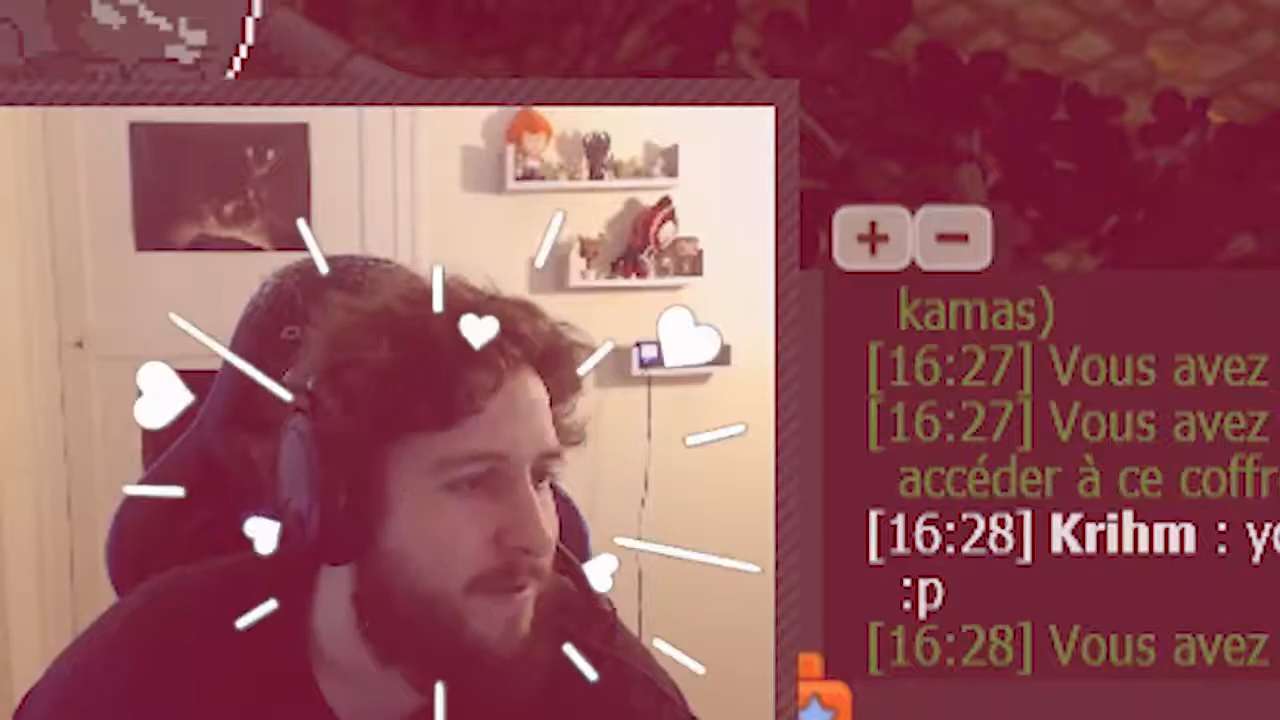 kamas)
[16:27] Vous avez
[16:27] Vous avez
accéder à ce coffr
[16:28] Krihm : yo
:p
[16:28] Vous avez